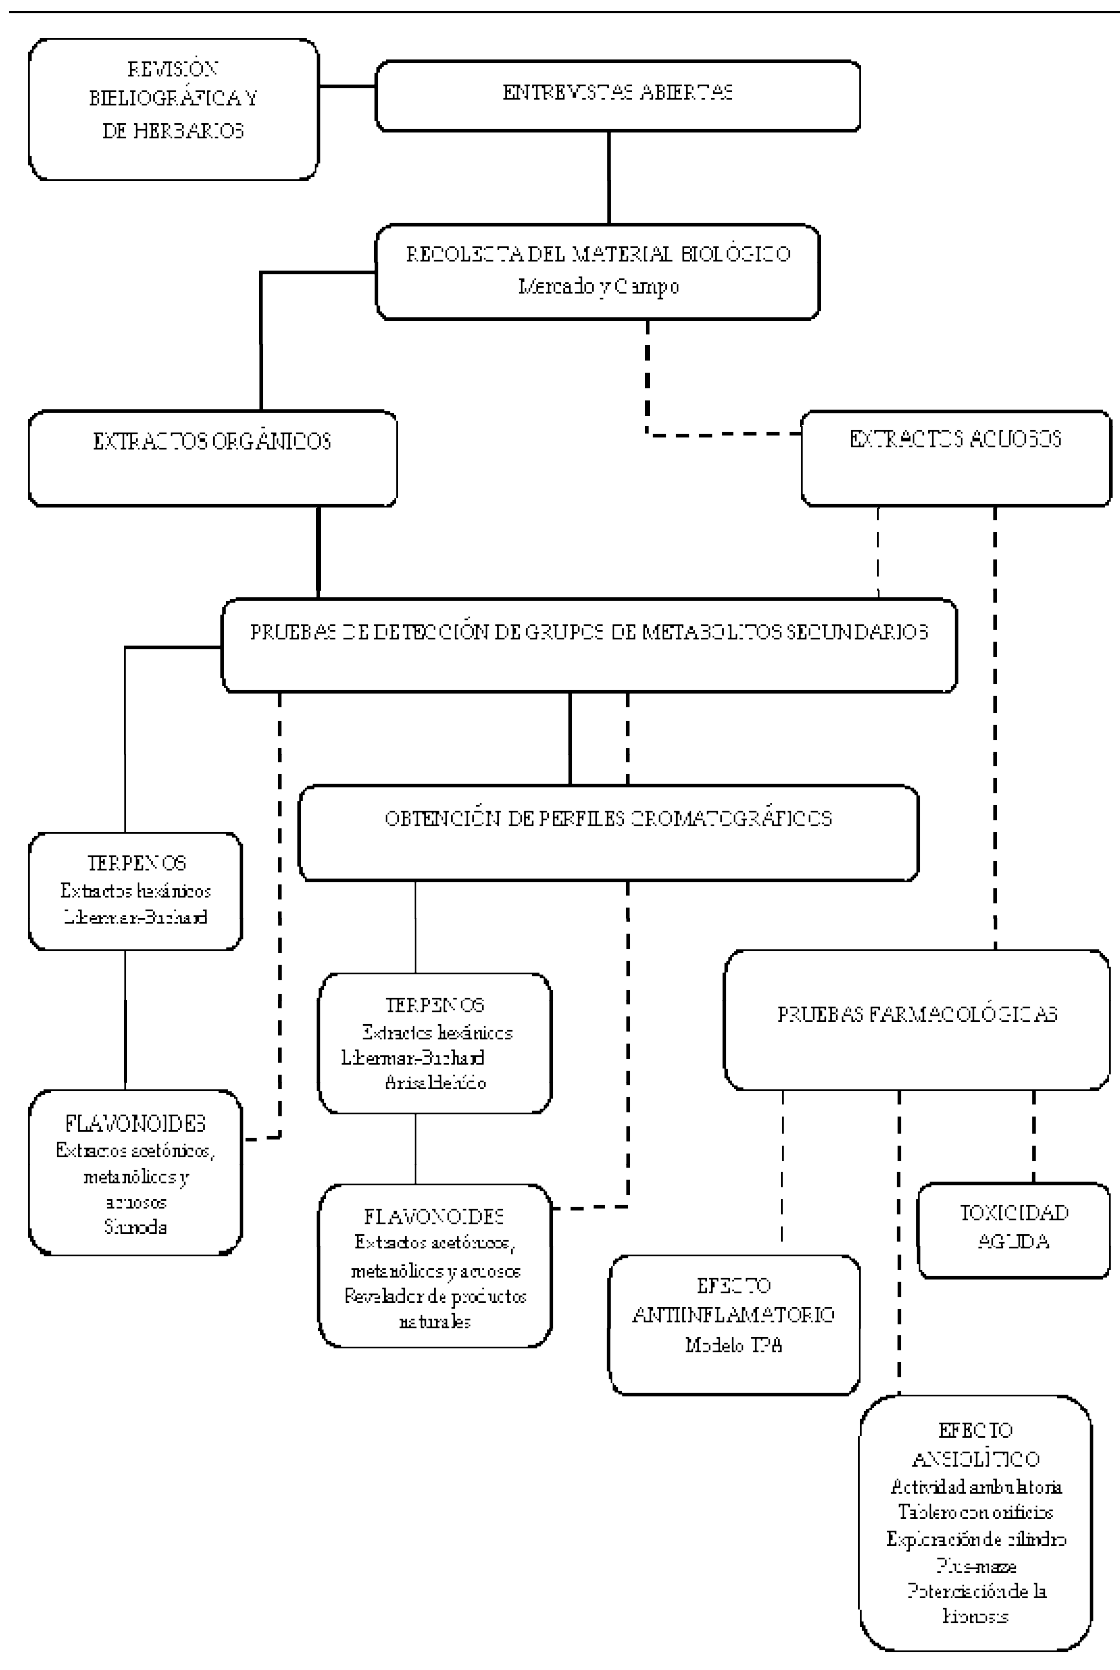 REVISIÓN
BIBLIOGRÁFICA Y
DE HERBARIOS
ENTREVISTAS ABIERTAS
RECOLECTA DEL MATERIAL BIOLÓGICO
Mercado y Campo
EXTRACTOS ORGÁNICOS
EXTRACTOS ACUOSOS
PRUEBAS DE DETECCIÓN DE GRUPOS DE METABOLITOS SECUNDARIOS
OBTENCIÓN DE PERFILES CROMATOGRÁFICOS
TERPENOS
Extractos hexánicos
Liberman-Buchard
FLAVONOIDES
Extractos acetónicos,
metanólicos y
acuosos
Shinoda
TERPENOS
Extractos hexánicos
Liberman-Buchard
Anisaldehído
FLAVONOIDES
Extractos acetónicos,
metanólicos y acuosos
Revelador de productos
naturales
PRUEBAS FARMACOLÓGICAS
EFECTO
ANTIINFLAMATORIO
Modelo TPA
TOXICIDAD
AGUDA
EFECTO
ANSIOLÍTICO
Actividad ambulatoria
Tablero con orificios
Exploración de cilindro
Plus-maze
Potenciación de la
hipnosis